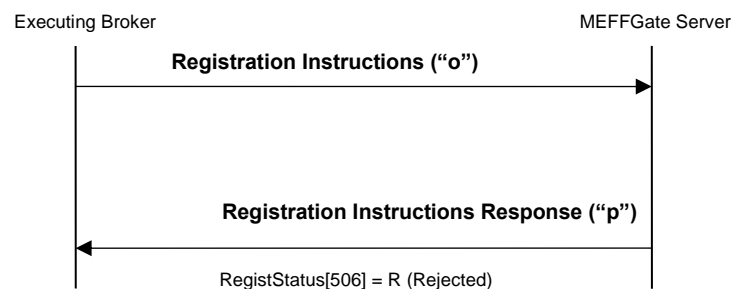 Executing Broker
MEFFGate Server
Registration Instructions (“o”)
Registration Instructions Response (“p”)
RegistStatus[506] = R (Rejected)